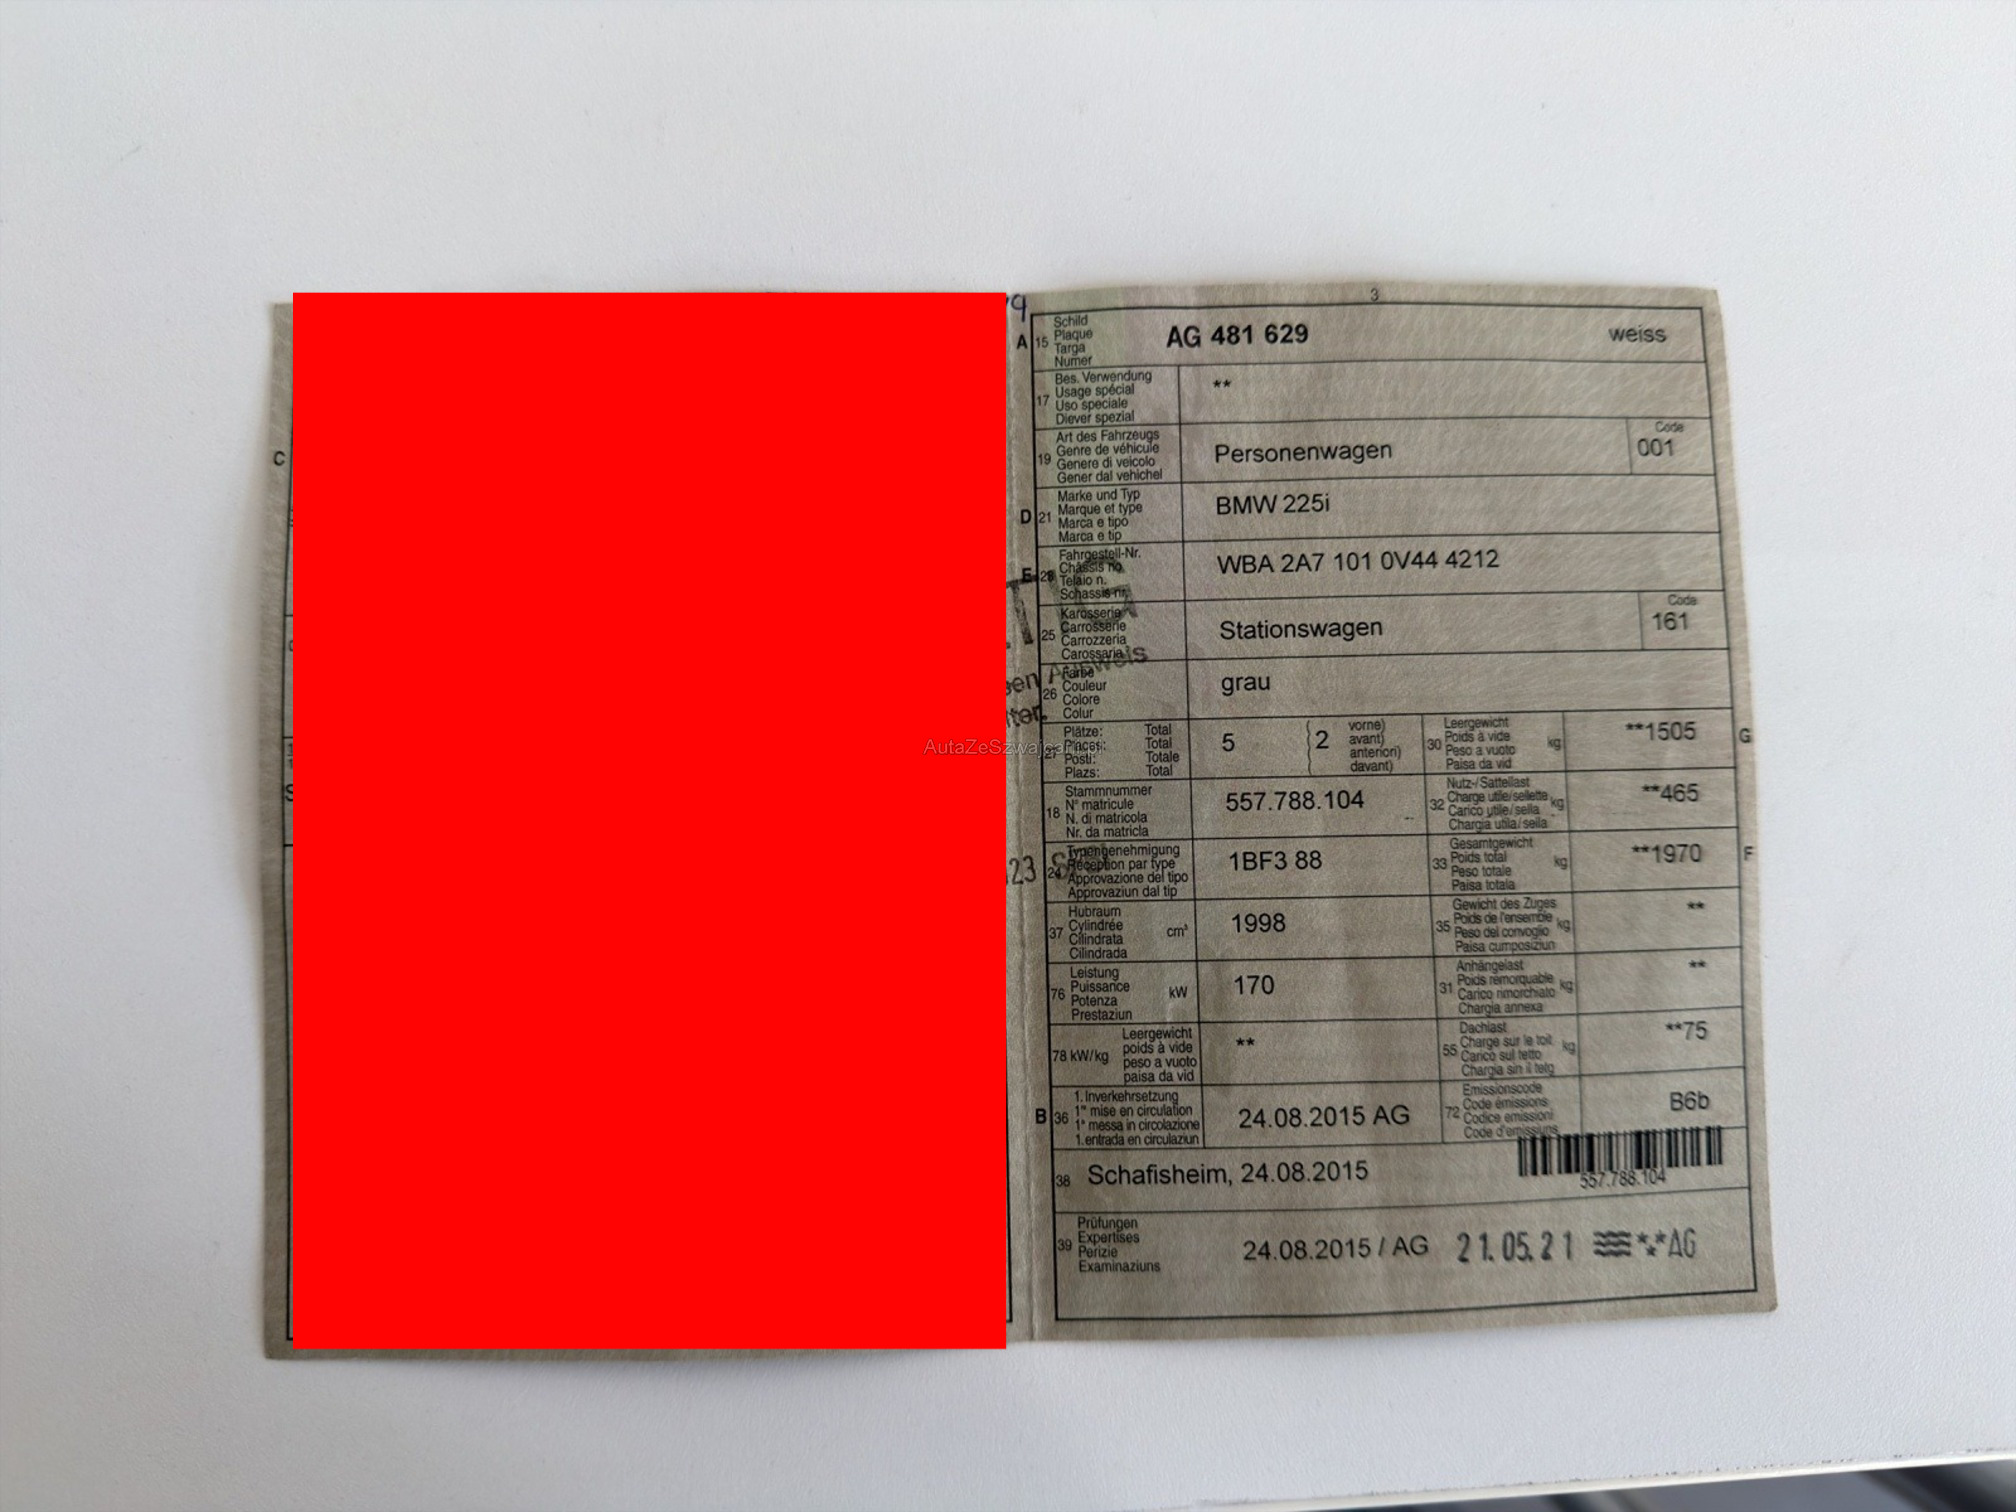 3
A 15 Schild
Plaque
Targa
Numer
AG 481 629 weiss
17 Bes. Verwendung
Usage spécial
Uso speciale
Diever spezial
**
19 Art des Fahrzeugs
Genre de véhicule
Genere di veicolo
Gener dal vehichel
Personenwagen
Code
001
D 21 Marke und Typ
Marque et type
Marca e tipo
Marca e tip
BMW 225i
E 23 Fahrgestell-Nr.
Châssis no.
Telaio n.
Schassis-nr.
WBA 2A7 101 0V44 4212
25 Karosserie
Carrosserie
Carrozzeria
Carossaria
Stationswagen
Code
161
26 Farbe
Couleur
Colore
Colur
grau
Ausweis
C
27 Plätze: Total
Places: Total
Posti: Totale
Plazs: Total
5
(2 vorne)
avant)
anteriori)
davant)
30 Leergewicht
Poids à vide
Peso a vuoto
Paisa da vid
kg
**1505
G
AutaZeSzwajcarii.pl
18 Stammnummer
N° matricule
N. di matricola
Nr. da matricla
557.788.104
32 Nutz-/Sattellast
Charge utile/sellette
Carico utile/sella
Chargia utila/sella
kg
**465
24 Typengenehmigung
Réception par type
Approvazione del tipo
Approvaziun dal tip
1BF3 88
33 Gesamtgewicht
Poids total
Peso totale
Paisa totala
kg
**1970
F
37 Hubraum
Cylindrée
Cilindrata
Cilindrada
cm³
1998
35 Gewicht des Zuges
Poids de l'ensemble
Peso del convoglio
Paisa cumposiziun
kg
**
76 Leistung
Puissance
Potenza
Prestaziun
kW
170
31 Anhängelast
Poids remorquable
Carico rimorchiato
Chargia annexa
kg
**
78 kW/kg Leergewicht
poids à vide
peso a vuoto
paisa da vid
**
55 Dachlast
Charge sur le toit
Carico sul tetto
Chargia sin il tetg
kg
**75
B 36 1. Inverkehrsetzung
1re mise en circulation
1a messa in circolazione
1. entrada en circulaziun
24.08.2015 AG
72 Emissionscode
Code émissions
Codice emissioni
Code d'emissiuns
B6b
38 Schafisheim, 24.08.2015
557.788.104
39 Prüfungen
Expertises
Perizie
Examinaziuns
24.08.2015 / AG 21.05.21 **AG